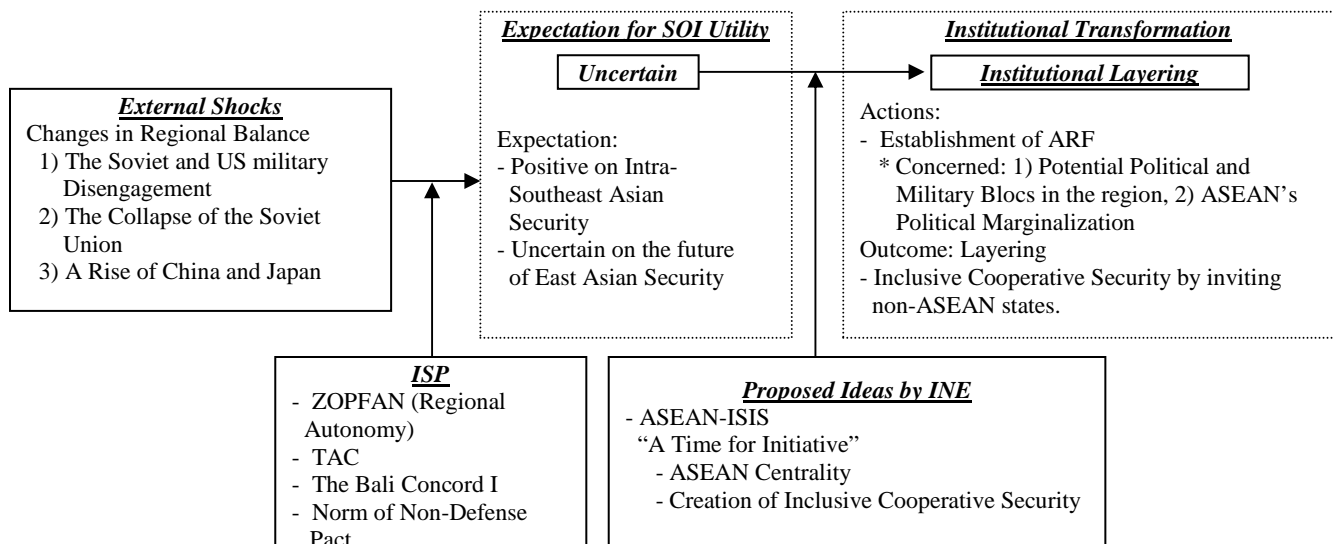 External Shocks
Changes in Regional Balance
1) The Soviet and US military
Disengagement
2) The Collapse of the Soviet
Union
3) A Rise of China and Japan
Expectation for SOI Utility
Uncertain
Expectation:
- Positive on Intra-
Southeast Asian
Security
- Uncertain on the future
of East Asian Security
Institutional Transformation
Institutional Layering
Actions:
- Establishment of ARF
* Concerned: 1) Potential Political and
Military Blocs in the region, 2) ASEAN’s
Political Marginalization
Outcome: Layering
- Inclusive Cooperative Security by inviting
non-ASEAN states.
ISP
- ZOPFAN (Regional
Autonomy)
- TAC
- The Bali Concord I
- Norm of Non-Defense
Pact
Proposed Ideas by INE
- ASEAN-ISIS
“A Time for Initiative”
- ASEAN Centrality
- Creation of Inclusive Cooperative Security